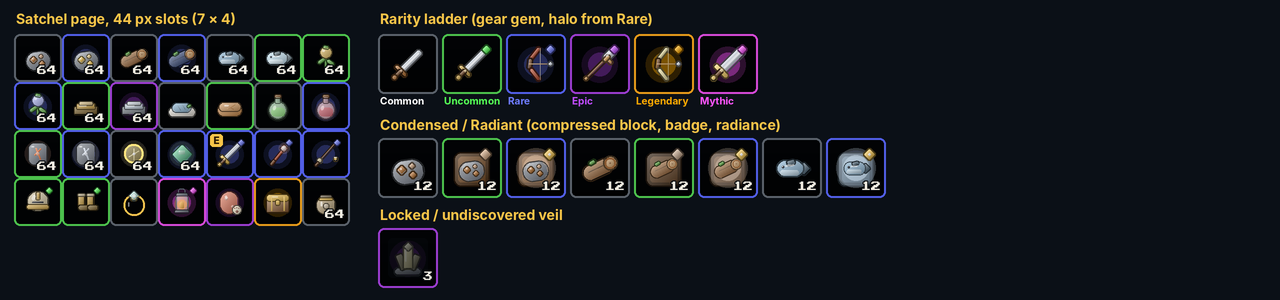 Satchel page, 44 px slots (7 × 4)
64 64 64 64 64 64 64
64 64 64
64 64 64 64 E
64
Rarity ladder (gear gem, halo from Rare)
Common Uncommon Rare Epic Legendary Mythic
Condensed / Radiant (compressed block, badge, radiance)
12 12 12 12 12 12 12 12
Locked / undiscovered veil
3